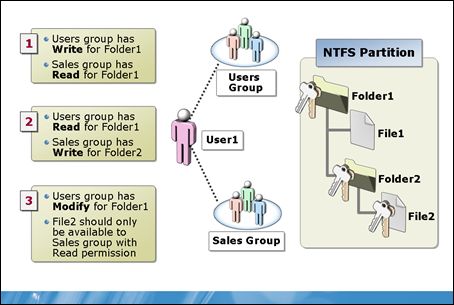 1
Users group has
Write for Folder1
Sales group has
Read for Folder1
2
Users group has
Read for Folder1
Sales group has
Write for Folder2
3
Users group has
Modify for Folder1
File2 should only
be available to
Sales group with
Read permission
Users
Group
User1
Sales Group
NTFS Partition
Folder1
File1
Folder2
File2